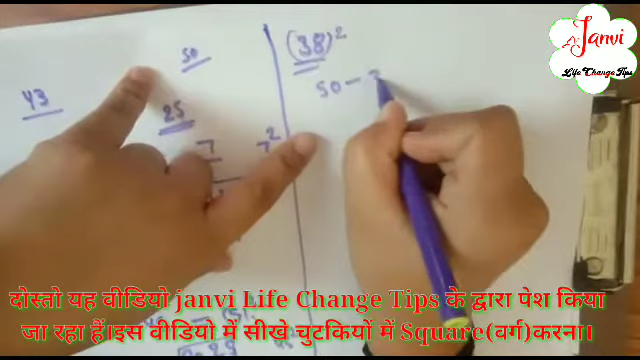 50
(38)²
43
50 – 3
25
7
7²
Janvi
Life Change Tips
दोस्तो यह वीडियो janvi Life Change Tips के द्वारा पेश किया
जा रहा हैं।इस वीडियो में सीखे चुटकियों में Square(वर्ग)करना।